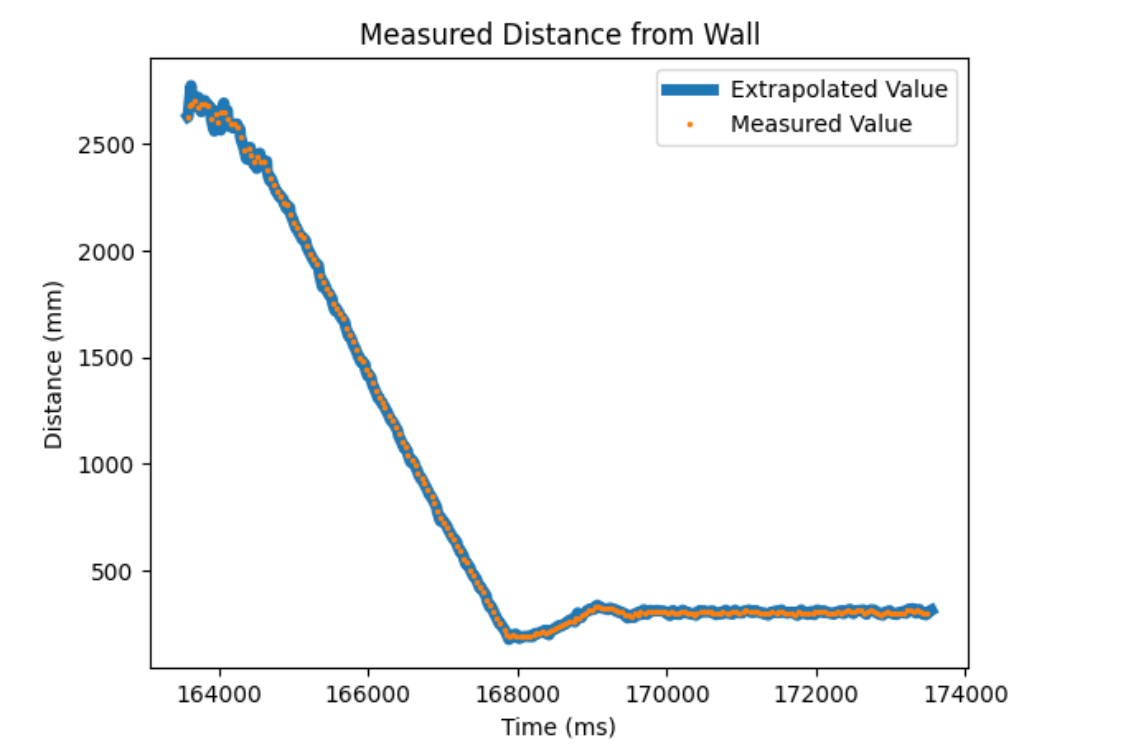 Measured Distance from Wall
Extrapolated Value
Measured Value
Distance (mm)
2500
2000
1500
1000
500
164000 166000 168000 170000 172000 174000
Time (ms)